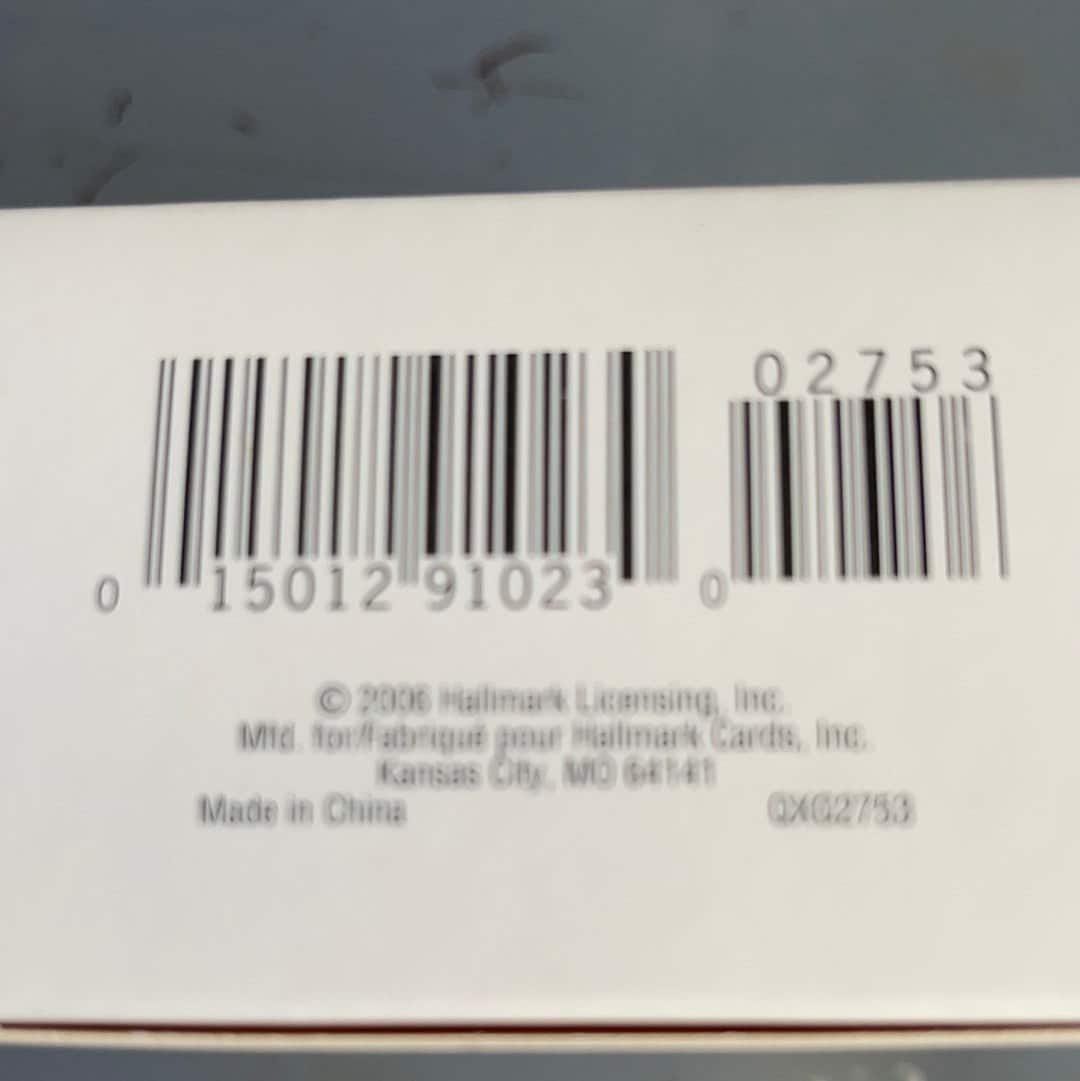 02753
0 15012 91023 0
© 2006 Hallmark Licensing, Inc.
Mfd. for/Fabriqué pour Hallmark Cards, Inc.
Kansas City, MO 64141
Made in China QXG2753